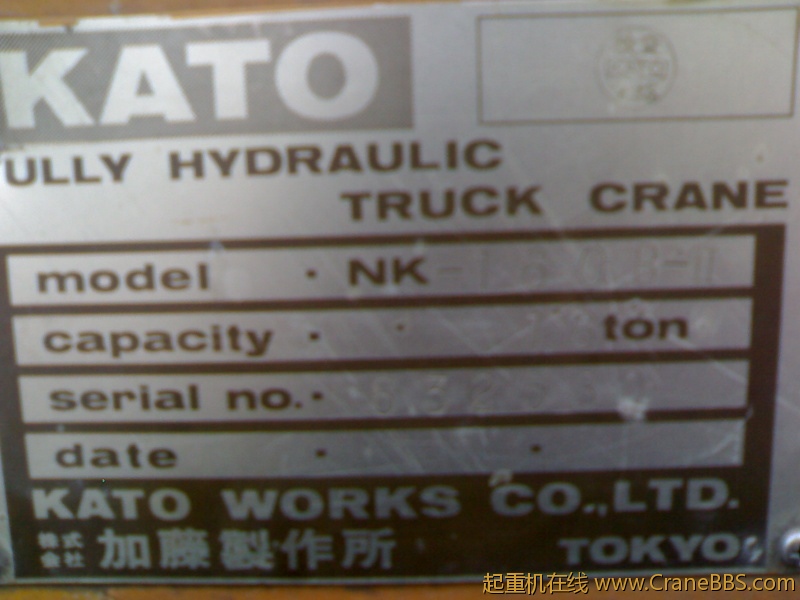 KATO
ULLY HYDRAULIC
TRUCK CRANE
model · NK
capacity · · ton
serial no. ·
date · ·
KATO WORKS CO.,LTD.
株式会社 加藤製作所 TOKYO
起重机在线 www.CraneBBS.com